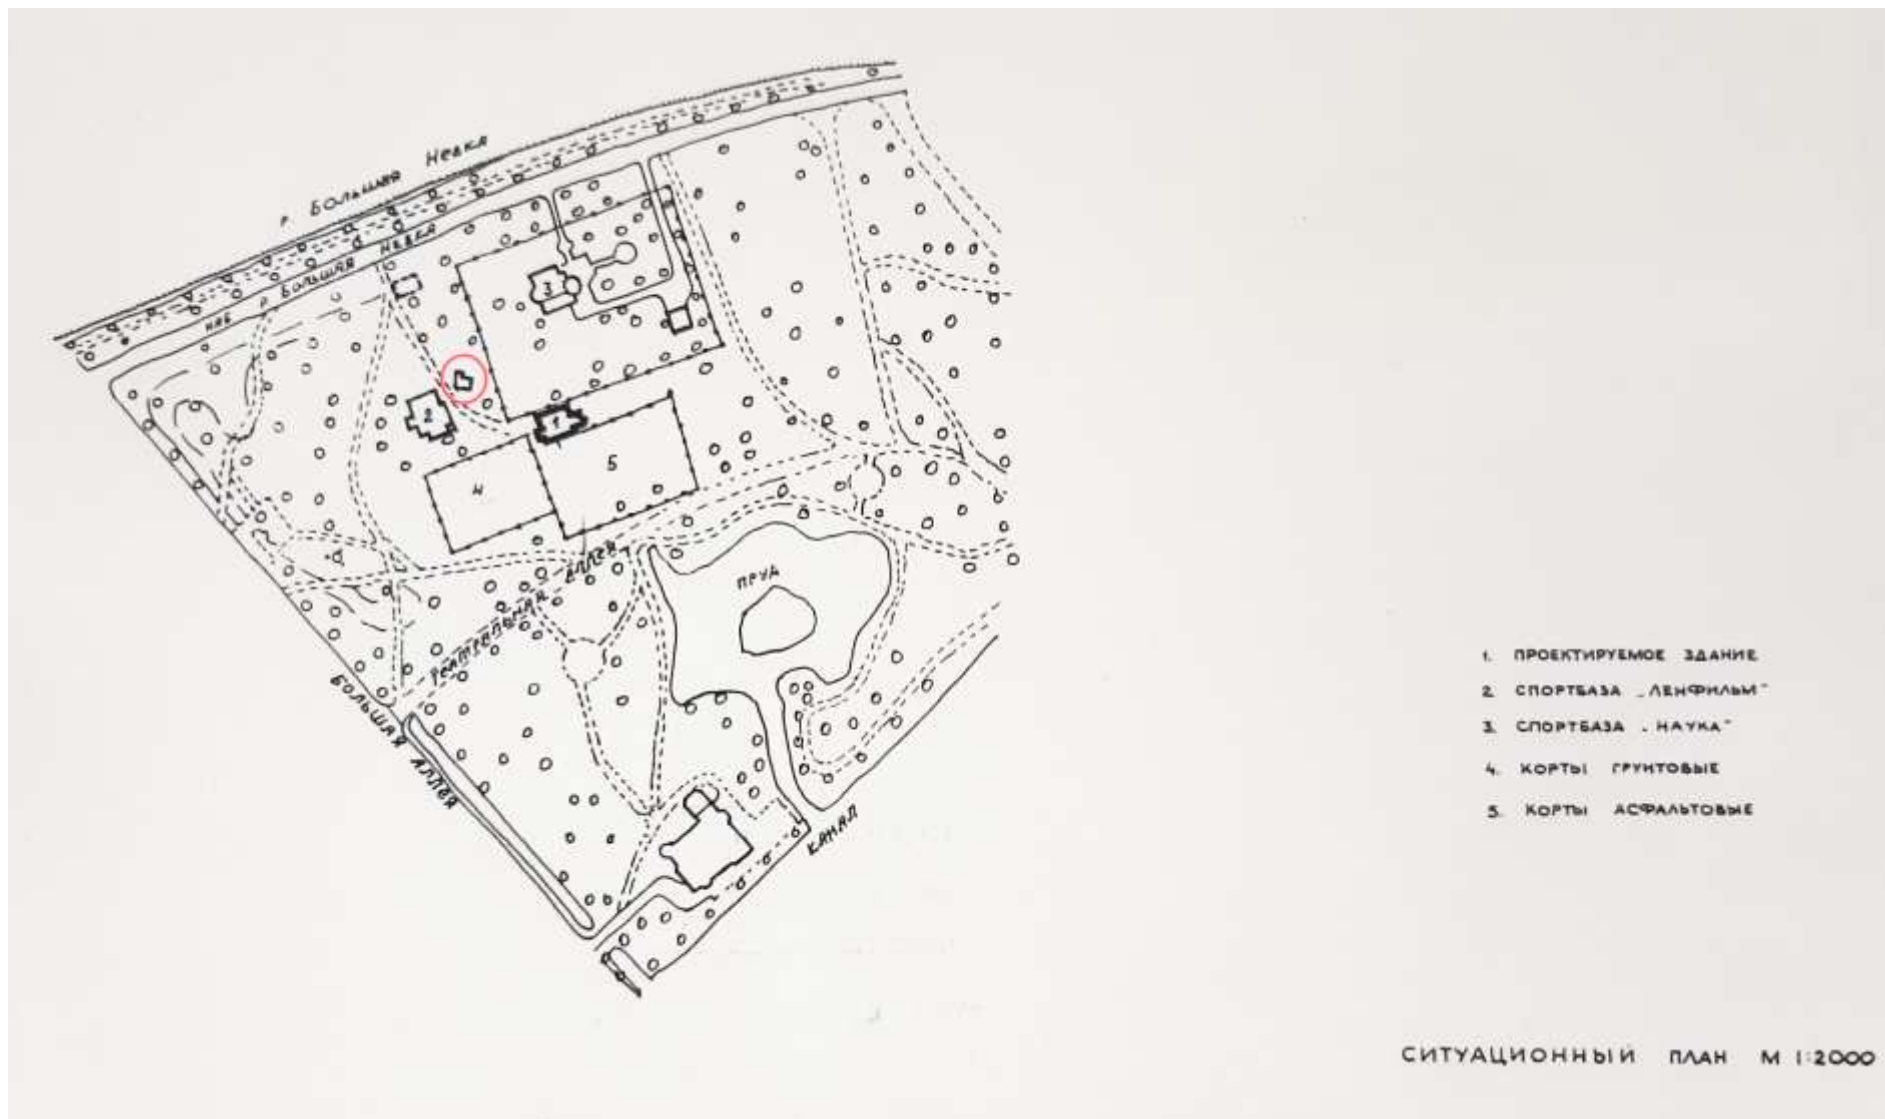 р. БОЛЬШАЯ НЕВКА
НАБ р. БОЛЬШАЯ НЕВКА
3
2
1
5
4
АЛЛЕЯ
ПРУД
БОЛЬШАЯ АЛЛЕЯ
КАНАЛ
1. ПРОЕКТИРУЕМОЕ ЗДАНИЕ
2 СПОРТБАЗА „ЛЕНФИЛЬМ"
3. СПОРТБАЗА „НАУКА"
4. КОРТЫ ГРУНТОВЫЕ
5. КОРТЫ АСФАЛЬТОВЫЕ
СИТУАЦИОННЫЙ ПЛАН М 1:2000